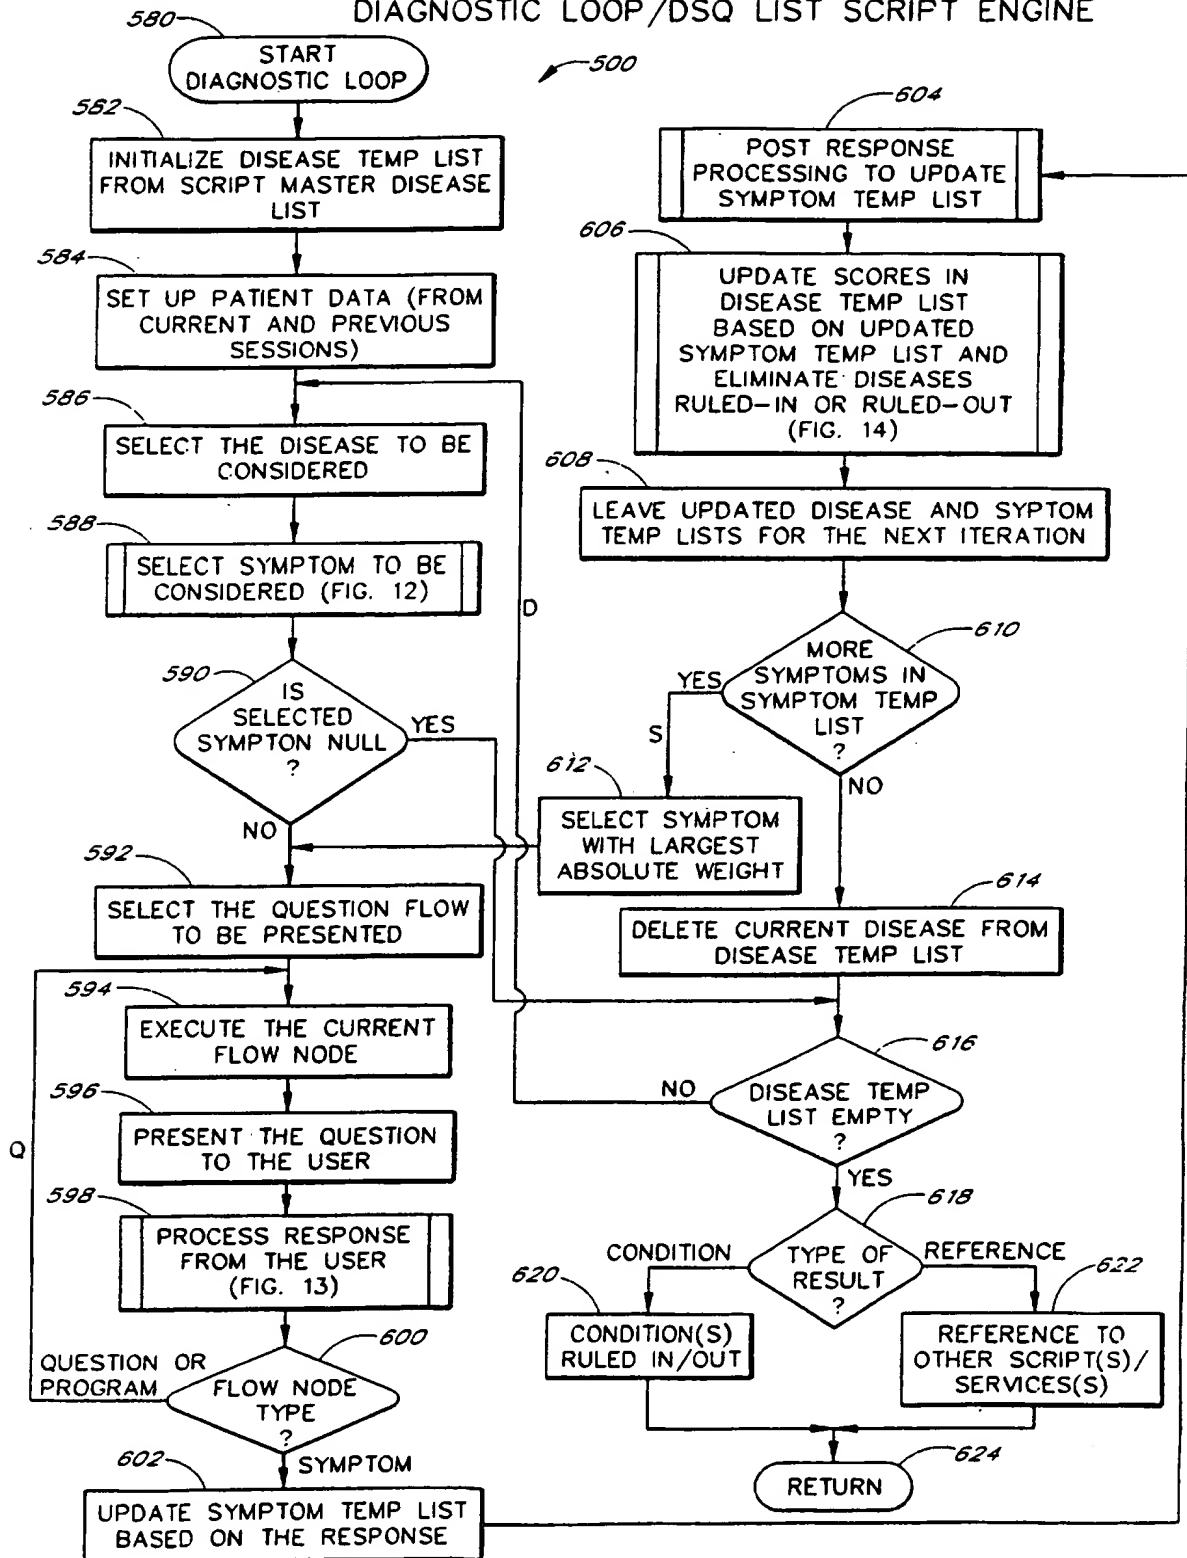 DIAGNOSTIC LOOP/DSQ LIST SCRIPT ENGINE
500
580
START
DIAGNOSTIC LOOP
582
INITIALIZE DISEASE TEMP LIST
FROM SCRIPT MASTER DISEASE
LIST
584
SET UP PATIENT DATA (FROM
CURRENT AND PREVIOUS
SESSIONS)
586
SELECT THE DISEASE TO BE
CONSIDERED
588
SELECT SYMPTOM TO BE
CONSIDERED (FIG. 12)
D
590
IS
SELECTED
SYMPTON NULL
?
YES
NO
592
SELECT THE QUESTION FLOW
TO BE PRESENTED
594
EXECUTE THE CURRENT
FLOW NODE
596
PRESENT THE QUESTION
TO THE USER
Q
598
PROCESS RESPONSE
FROM THE USER
(FIG. 13)
600
QUESTION OR
PROGRAM
FLOW NODE
TYPE
?
SYMPTOM
602
UPDATE SYMPTOM TEMP LIST
BASED ON THE RESPONSE
604
POST RESPONSE
PROCESSING TO UPDATE
SYMPTOM TEMP LIST
606
UPDATE SCORES IN
DISEASE TEMP LIST
BASED ON UPDATED
SYMPTOM TEMP LIST AND
ELIMINATE DISEASES
RULED-IN OR RULED-OUT
(FIG. 14)
608
LEAVE UPDATED DISEASE AND SYPTOM
TEMP LISTS FOR THE NEXT ITERATION
610
MORE
SYMPTOMS IN
SYMPTOM TEMP
LIST
?
YES
S
NO
612
SELECT SYMPTOM
WITH LARGEST
ABSOLUTE WEIGHT
614
DELETE CURRENT DISEASE FROM
DISEASE TEMP LIST
616
NO
DISEASE TEMP
LIST EMPTY
?
YES
618
CONDITION
TYPE OF
RESULT
?
REFERENCE
620
CONDITION(S)
RULED IN/OUT
622
REFERENCE TO
OTHER SCRIPT(S)/
SERVICES(S)
624
RETURN